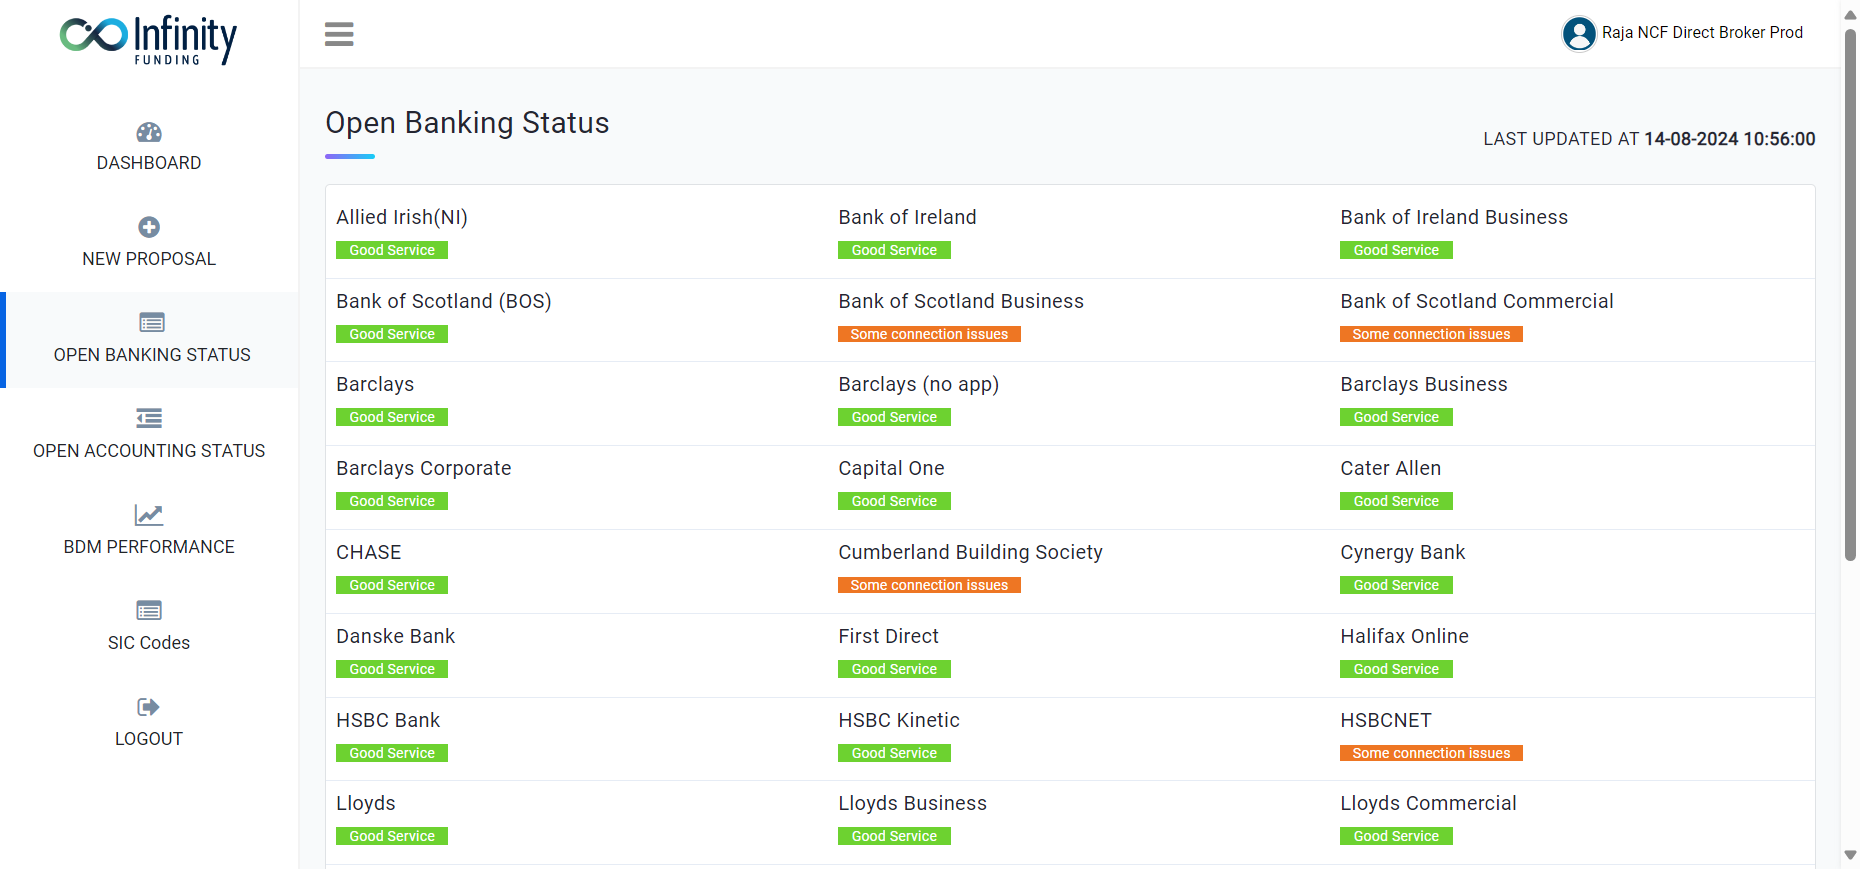 Infinity
FUNDING
Raja NCF Direct Broker Prod
DASHBOARD
NEW PROPOSAL
OPEN BANKING STATUS
OPEN ACCOUNTING STATUS
BDM PERFORMANCE
SIC Codes
LOGOUT
Open Banking Status
LAST UPDATED AT 14-08-2024 10:56:00
Allied Irish(NI)
Good Service
Bank of Ireland
Good Service
Bank of Ireland Business
Good Service
Bank of Scotland (BOS)
Good Service
Bank of Scotland Business
Some connection issues
Bank of Scotland Commercial
Some connection issues
Barclays
Good Service
Barclays (no app)
Good Service
Barclays Business
Good Service
Barclays Corporate
Good Service
Capital One
Good Service
Cater Allen
Good Service
CHASE
Good Service
Cumberland Building Society
Some connection issues
Cynergy Bank
Good Service
Danske Bank
Good Service
First Direct
Good Service
Halifax Online
Good Service
HSBC Bank
Good Service
HSBC Kinetic
Good Service
HSBCNET
Some connection issues
Lloyds
Good Service
Lloyds Business
Good Service
Lloyds Commercial
Good Service